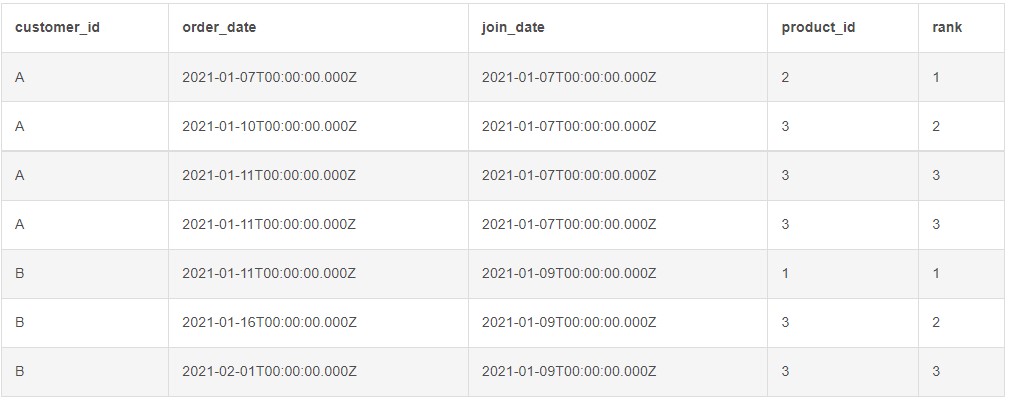 customer_id order_date join_date product_id rank
A 2021-01-07T00:00:00.000Z 2021-01-07T00:00:00.000Z 2 1
A 2021-01-10T00:00:00.000Z 2021-01-07T00:00:00.000Z 3 2
A 2021-01-11T00:00:00.000Z 2021-01-07T00:00:00.000Z 3 3
A 2021-01-11T00:00:00.000Z 2021-01-07T00:00:00.000Z 3 3
B 2021-01-11T00:00:00.000Z 2021-01-09T00:00:00.000Z 1 1
B 2021-01-16T00:00:00.000Z 2021-01-09T00:00:00.000Z 3 2
B 2021-02-01T00:00:00.000Z 2021-01-09T00:00:00.000Z 3 3